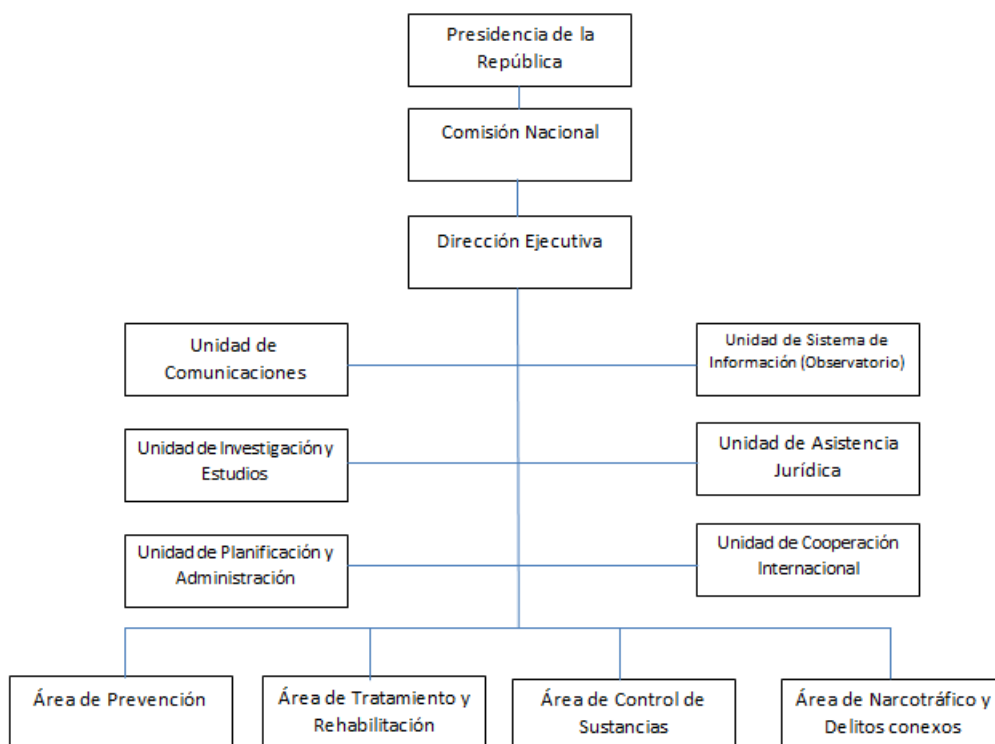 Presidencia de la
República
Comisión Nacional
Dirección Ejecutiva
Unidad de
Comunicaciones
Unidad de Sistema de
Información (Observatorio)
Unidad de Investigación y
Estudios
Unidad de Asistencia
Jurídica
Unidad de Planificación y
Administración
Unidad de Cooperación
Internacional
Área de Prevención
Área de Tratamiento y
Rehabilitación
Área de Control de
Sustancias
Área de Narcotráfico y
Delitos conexos